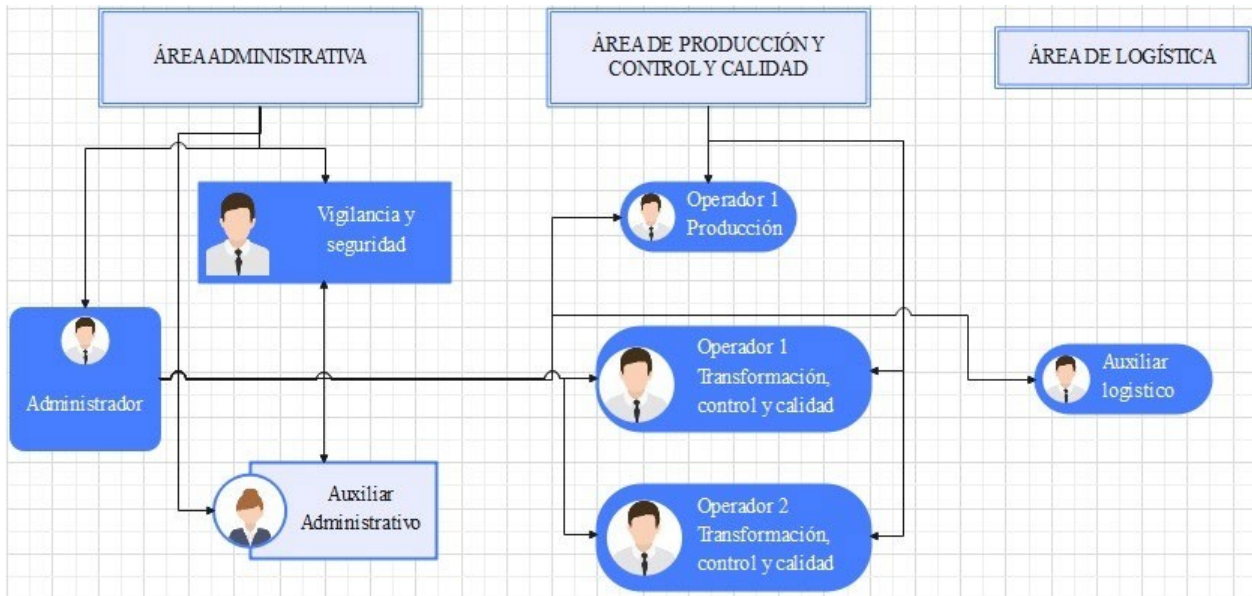 ÁREA ADMINISTRATIVA
ÁREA DE PRODUCCIÓN Y
CONTROL Y CALIDAD
ÁREA DE LOGÍSTICA
Vigilancia y
seguridad
Operador 1
Producción
Administrador
Operador 1
Transformación,
control y calidad
Auxiliar
logistico
Auxiliar
Administrativo
Operador 2
Transformación,
control y calidad